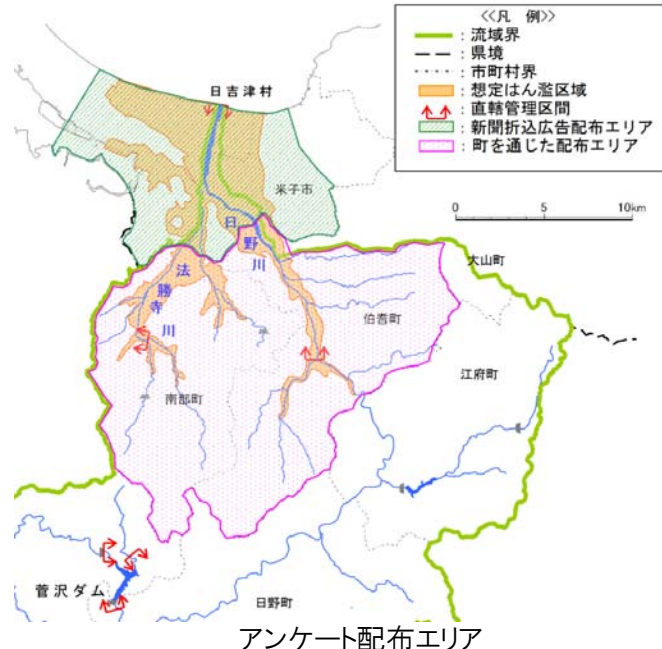 ≪凡 例≫
：流域界
：県境
：市町村界
：想定はん濫区域
：直轄管理区間
：新聞折込広告配布エリア
：町を通じた配布エリア
日吉津村
米子市
0 5 10km
日野川
大山町
法勝寺川
伯耆町
江府町
南部町
菅沢ダム
日野町
アンケート配布エリア